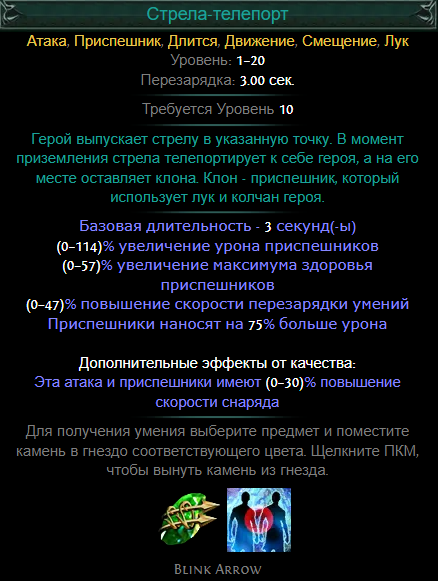 Стрела-телепорт
Атака, Приспешник, Длится, Движение, Смещение, Лук
Уровень: 1–20
Перезарядка: 3.00 сек.
Требуется Уровень 10
Герой выпускает стрелу в указанную точку. В момент
приземления стрела телепортирует к себе героя, а на его
месте оставляет клона. Клон - приспешник, который
использует лук и колчан героя.
Базовая длительность - 3 секунд(-ы)
(0–114)% увеличение урона приспешников
(0–57)% увеличение максимума здоровья
приспешников
(0–47)% повышение скорости перезарядки умений
Приспешники наносят на 75% больше урона
Дополнительные эффекты от качества:
Эта атака и приспешники имеют (0–30)% повышение
скорости снаряда
Для получения умения выберите предмет и поместите
камень в гнездо соответствующего цвета. Щелкните ПКМ,
чтобы вынуть камень из гнезда.
Blink Arrow